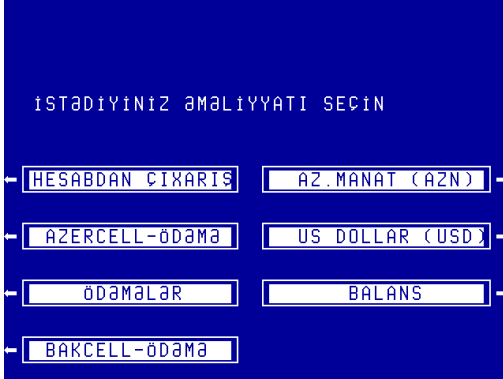 İSTƏDİYİNİZ ƏMƏLİYYATI SEÇİN
HESABDAN ÇIXARIŞ
AZ.MANAT (AZN)
AZERCELL-ÖDƏMƏ
US DOLLAR (USD)
ÖDƏMƏLƏR
BALANS
BAKCELL-ÖDƏMƏ